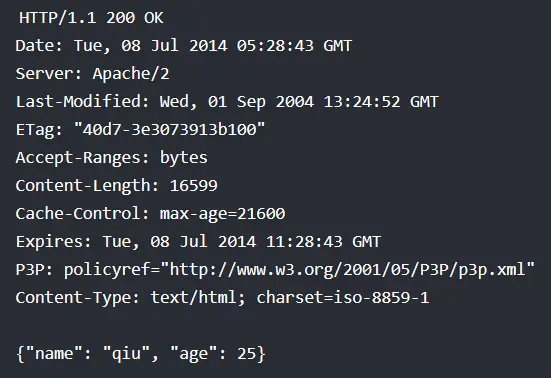 HTTP/1.1 200 OK
Date: Tue, 08 Jul 2014 05:28:43 GMT
Server: Apache/2
Last-Modified: Wed, 01 Sep 2004 13:24:52 GMT
ETag: "40d7-3e3073913b100"
Accept-Ranges: bytes
Content-Length: 16599
Cache-Control: max-age=21600
Expires: Tue, 08 Jul 2014 11:28:43 GMT
P3P: policyref="http://www.w3.org/2001/05/P3P/p3p.xml"
Content-Type: text/html; charset=iso-8859-1
{"name": "qiu", "age": 25}